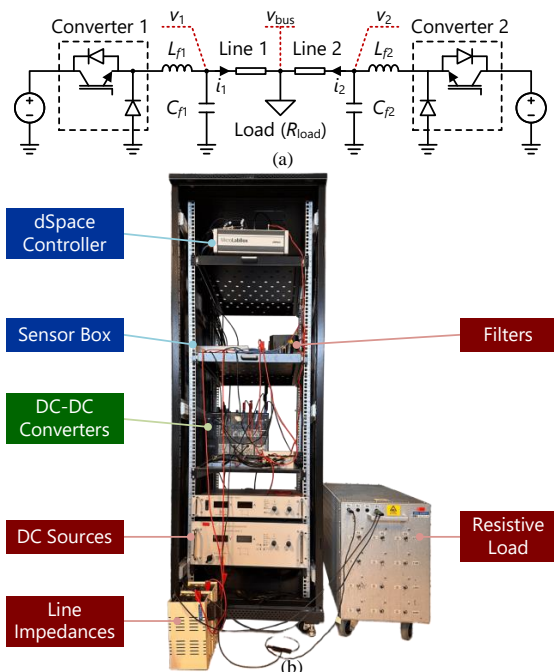 Converter 1
v1
vbus
v2
Converter 2
Lf1
Line 1
Line 2
Lf2
i1
i2
Cf1
Cf2
Load (Rload)
(a)
dSpace
Controller
Sensor Box
Filters
DC-DC
Converters
DC Sources
Resistive
Load
Line
Impedances
(b)